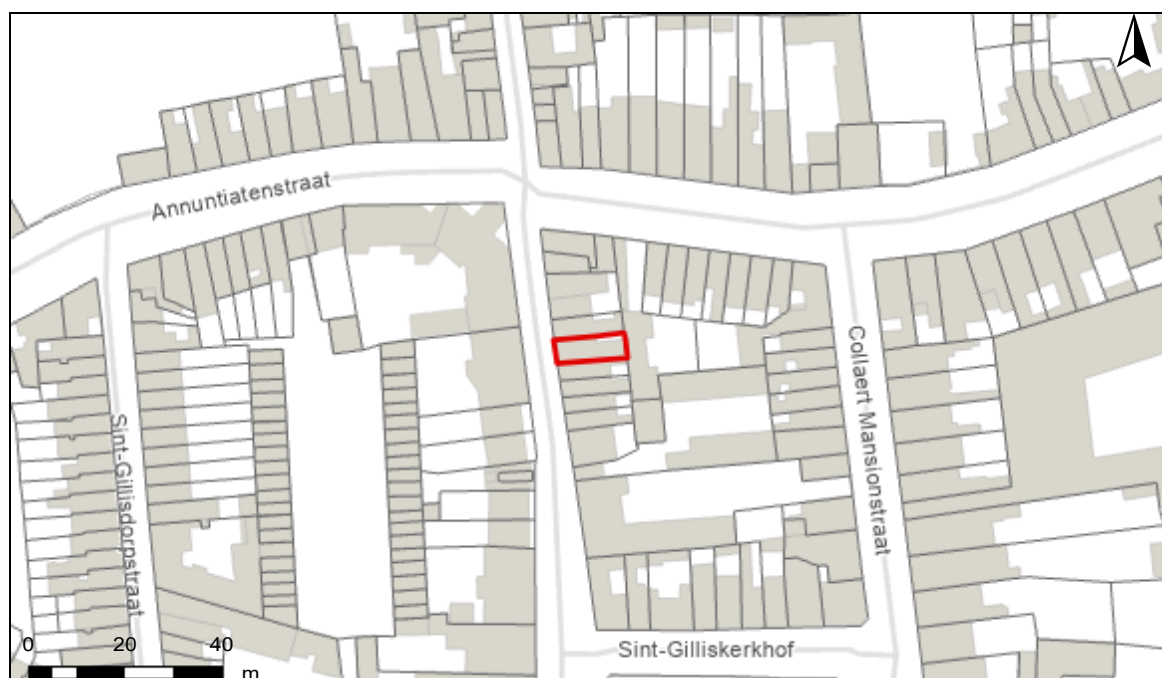 Annuntiatenstraat
Collaert Mansionstraat
Sint-Gillisdorpstraat
Sint-Gilliskerkhof
0 20 40
m